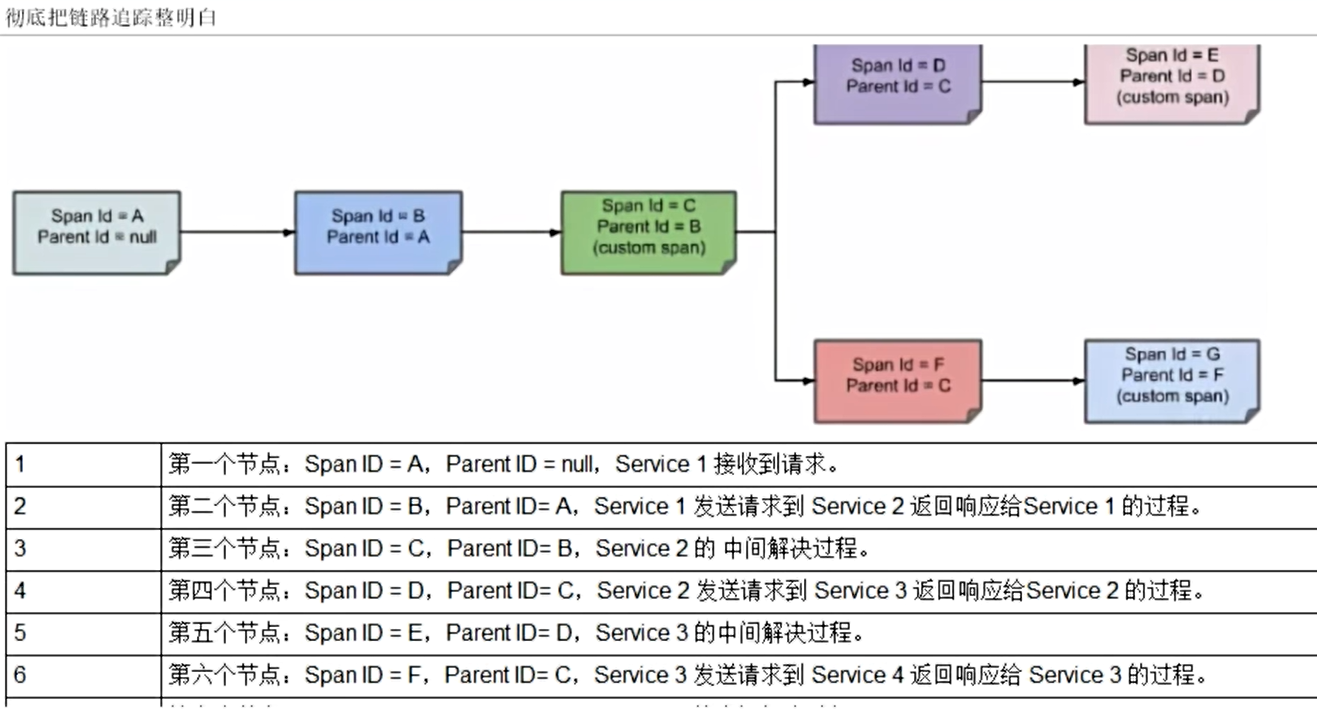 彻底把链路追踪整明白
Span Id = D
Parent Id = C
Span Id = E
Parent Id = D
(custom span)
Span Id = A
Parent Id = null
Span Id = B
Parent Id = A
Span Id = C
Parent Id = B
(custom span)
Span Id = F
Parent Id = C
Span Id = G
Parent Id = F
(custom span)
1 第一个节点：Span ID = A，Parent ID = null，Service 1 接收到请求。
2 第二个节点：Span ID = B，Parent ID= A，Service 1 发送请求到 Service 2 返回响应给Service 1 的过程。
3 第三个节点：Span ID = C，Parent ID= B，Service 2 的 中间解决过程。
4 第四个节点：Span ID = D，Parent ID= C，Service 2 发送请求到 Service 3 返回响应给Service 2 的过程。
5 第五个节点：Span ID = E，Parent ID= D，Service 3 的中间解决过程。
6 第六个节点：Span ID = F，Parent ID= C，Service 3 发送请求到 Service 4 返回响应给 Service 3 的过程。